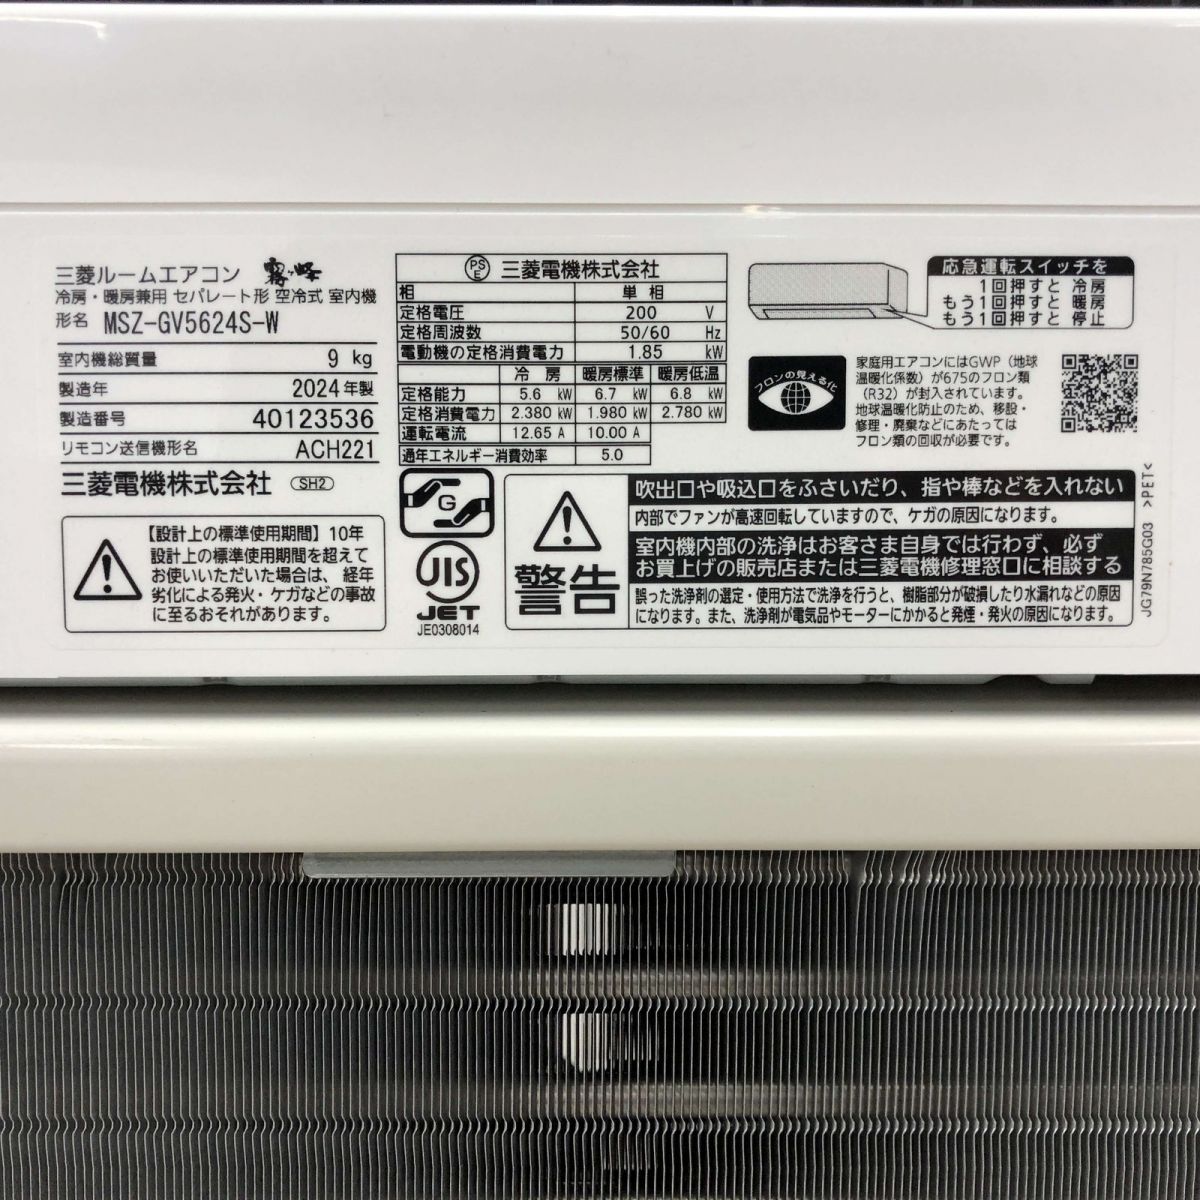 三菱ルームエアコン 霧ヶ峰
冷房・暖房兼用 セパレート形 空冷式 室内機
形名 MSZ-GV5624S-W
室内機総質量 9 kg
製造年 2024年製
製造番号 40123536
リモコン送信機形名 ACH221
三菱電機株式会社 SH2
【設計上の標準使用期間】10年
設計上の標準使用期間を超えて
お使いいただいた場合は、経年
劣化による発火・ケガなどの事故
に至るおそれがあります。
PS
E 三菱電機株式会社
相 単相
定格電圧 200 V
定格周波数 50/60 Hz
電動機の定格消費電力 1.85 kW
冷房 暖房標準 暖房低温
定格能力 5.6 kW 6.7 kW 6.8 kW
定格消費電力 2.380 kW 1.980 kW 2.780 kW
運転電流 12.65 A 10.00 A
通年エネルギー消費効率 5.0
G
JIS
JET
JE0308014
警告
吹出口や吸込口をふさいだり、指や棒などを入れない
内部でファンが高速回転していますので、ケガの原因になります。
室内機内部の洗浄はお客さま自身では行わず、必ず
お買上げの販売店または三菱電機修理窓口に相談する
誤った洗浄剤の選定・使用方法で洗浄を行うと、樹脂部分が破損したり水漏れなどの原因
になります。また、洗浄剤が電気品やモーターにかかると発煙・発火の原因になります。
応急運転スイッチを
1回押すと 冷房
もう1回押すと 暖房
もう1回押すと 停止
フロンの見える化
家庭用エアコンにはGWP（地球
温暖化係数）が675のフロン類
（R32）が封入されています。
地球温暖化防止のため、移設・
修理・廃棄などにあたっては
フロン類の回収が必要です。
JG79N785G03 >PET<